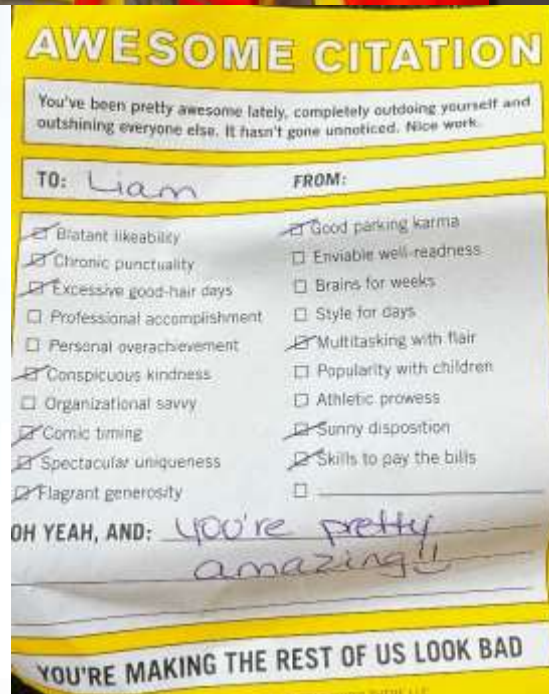 AWESOME CITATION
You've been pretty awesome lately, completely outdoing yourself and
outshining everyone else. It hasn't gone unnoticed. Nice work.
TO: Liam FROM:
Blatant likeability
Chronic punctuality
Excessive good-hair days
Professional accomplishment
Personal overachievement
Conspicuous kindness
Organizational savvy
Comic timing
Spectacular uniqueness
Flagrant generosity
Good parking karma
Enviable well-readness
Brains for weeks
Style for days
Multitasking with flair
Popularity with children
Athletic prowess
Sunny disposition
Skills to pay the bills
OH YEAH, AND: you're pretty
amazing!!
YOU'RE MAKING THE REST OF US LOOK BAD